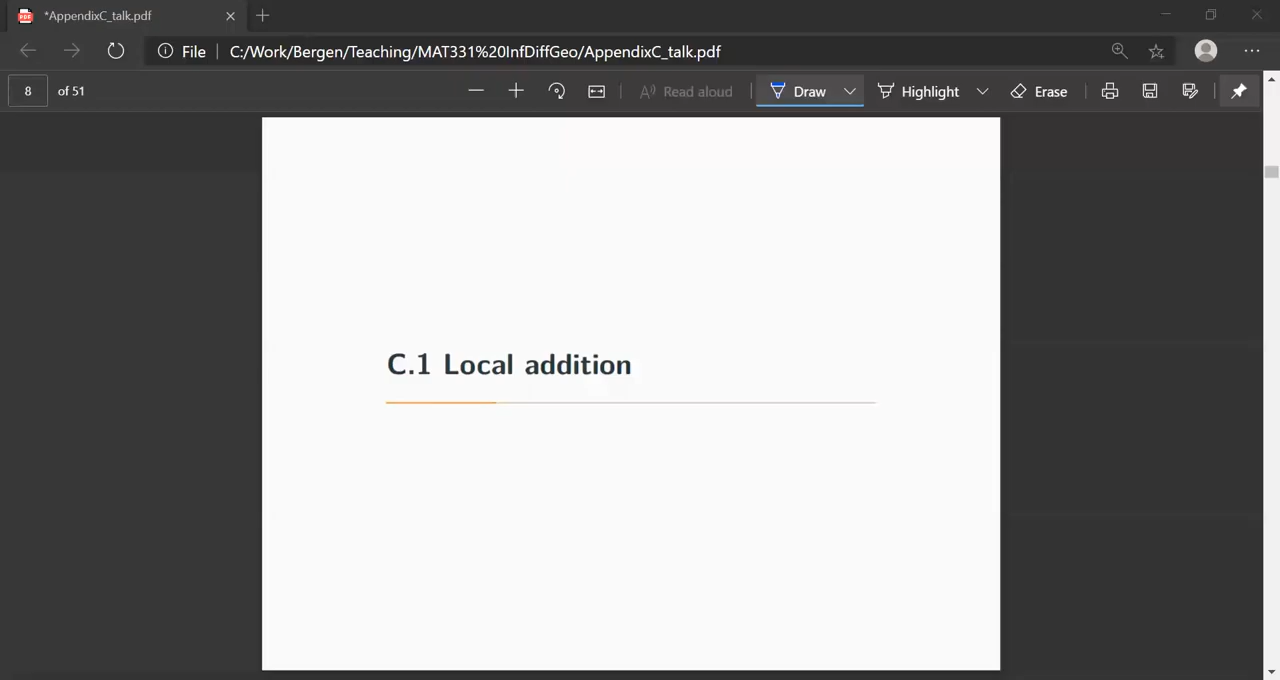 *AppendixC_talk.pdf
File
C:/Work/Bergen/Teaching/MAT331%20InfDiffGeo/AppendixC_talk.pdf
8 of 51
Read aloud
Draw
Highlight
Erase
C.1 Local addition